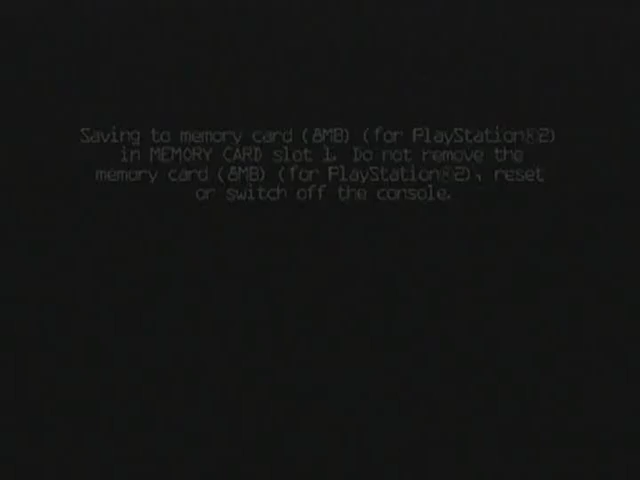 Saving to memory card (8MB) (for PlayStation®2)
in MEMORY CARD slot 1. Do not remove the
memory card (8MB) (for PlayStation®2), reset
or switch off the console.